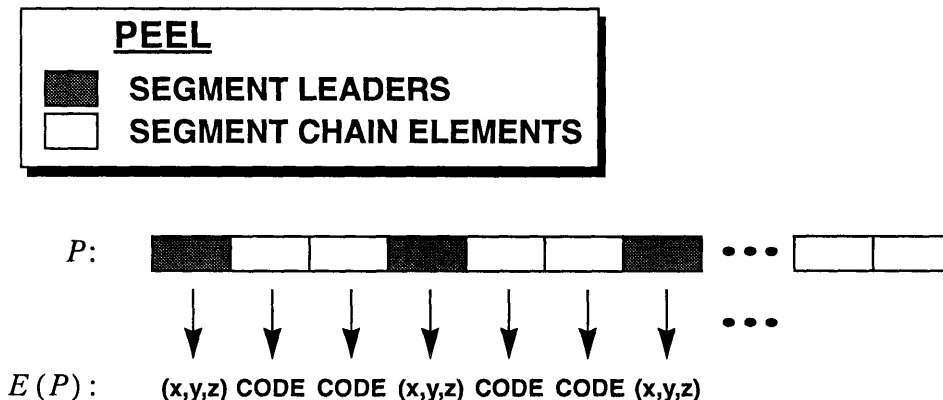 PEEL
SEGMENT LEADERS
SEGMENT CHAIN ELEMENTS
P:
E(P): (x,y,z) CODE CODE (x,y,z) CODE CODE (x,y,z)